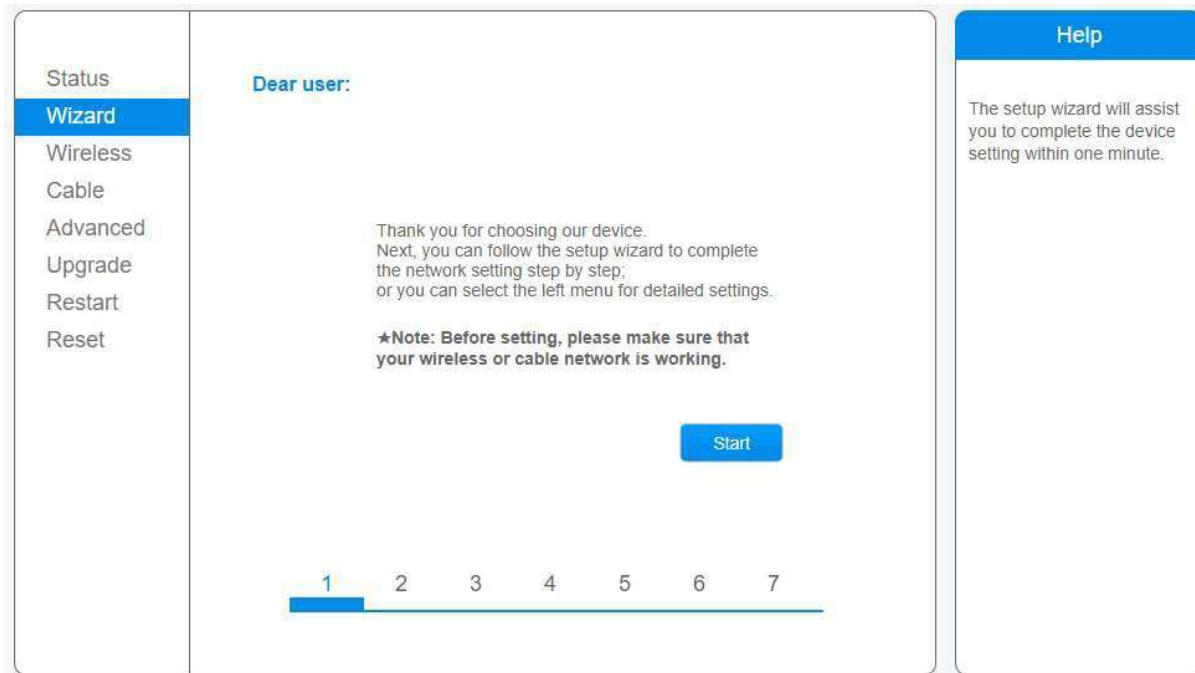 Status
Wizard
Wireless
Cable
Advanced
Upgrade
Restart
Reset
Dear user:
Thank you for choosing our device.
Next, you can follow the setup wizard to complete
the network setting step by step;
or you can select the left menu for detailed settings.
★Note: Before setting, please make sure that
your wireless or cable network is working.
Start
1 2 3 4 5 6 7
Help
The setup wizard will assist
you to complete the device
setting within one minute.